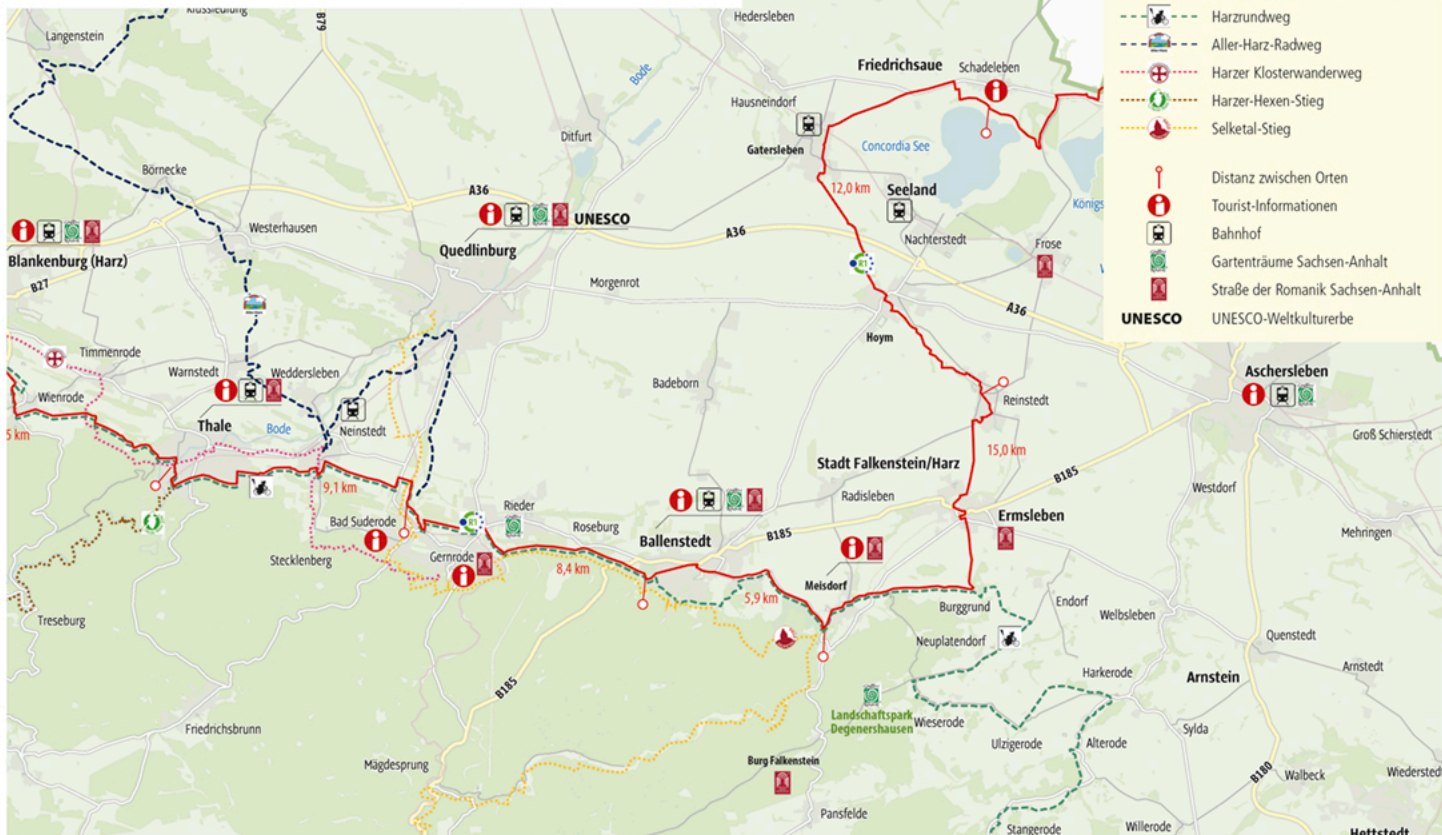 Langenstein
B79
Hedersleben
Bode
Friedrichsaue
Schadeleben
Hausneindorf
Ditfurt
Gatersleben
Concordia See
Börnecke
A36
12,0 km
Seeland
UNESCO
Westerhausen
Quedlinburg
A36
Nachterstedt
Frose
Blankenburg (Harz)
B27
Morgenrot
R1
A36
Hoym
Timmenrode
Warnstedt
Weddersleben
Wienrode
Badeborn
Reinstedt
Aschersleben
Thale
Bode
Neinstedt
5 km
15,0 km
Groß Schierstedt
Stadt Falkenstein/Harz
B185
9,1 km
Radisleben
Westdorf
Bad Suderode
R1
Rieder
Roseburg
Ballenstedt
B185
Ermsleben
Mehringen
Stecklenberg
Gernrode
8,4 km
5,9 km
Meisdorf
Burggrund
Endorf
Welbsleben
Treseburg
Neuplatendorf
Quenstedt
Harkerode
Arnstein
Arnstedt
B185
Landschaftspark
Degenershausen
Wieserode
Friedrichsbrunn
Ulzigerode
Alterode
Sylda
Mägdesprung
Burg Falkenstein
B180
Walbeck
Pansfelde
Stangerode
Willerode
Harzrundweg
Aller-Harz-Radweg
Harzer Klosterwanderweg
Harzer-Hexen-Stieg
Selketal-Stieg
Distanz zwischen Orten
Tourist-Informationen
Bahnhof
Gartenträume Sachsen-Anhalt
Straße der Romanik Sachsen-Anhalt
UNESCO UNESCO-Weltkulturerbe